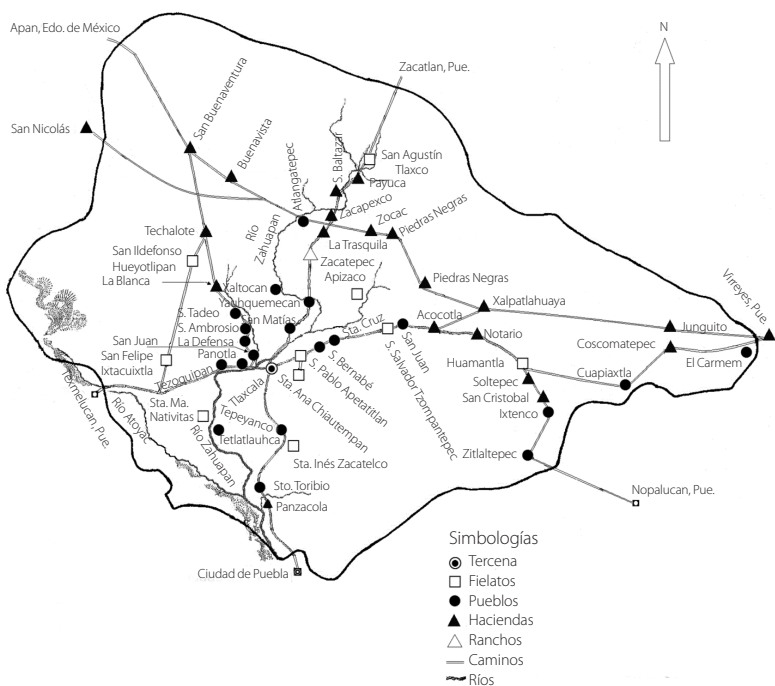 Apan, Edo. de México
N
Zacatlan, Pue.
San Nicolás
San Buenaventura
Buenavista
Atlangatepec
S. Baltazar
San Agustín
Tlaxco
Payuca
Zacapexco
Zocac
Piedras Negras
Río
Zahuapan
Techalote
La Trasquila
San Ildefonso
Hueyotlipan
La Blanca
Zacatepec
Apizaco
Piedras Negras
Xaltocan
Yauhquemecan
Xalpatlahuaya
Virreyes, Pue.
S. Tadeo
San Matías
Sta. Cruz
Acocotla
S. Ambrosio
San Juan
La Defensa
Notario
Junguito
San Juan
Coscomatepec
San Felipe
Panotla
S. Bernabé
San Juan
Huamantla
El Carmem
Ixtacuixtla
S. Pablo Apetatitlan
S. Salvador Tzompantepec
Soltepec
Cuapiaxtla
Tezoquipan
Tlaxcala
Sta. Ana Chiautempan
San Cristobal
Texmelucan, Pue.
Río Atoyac
Sta. Ma.
Nativitas
Tepeyanco
Ixtenco
Tetlatlauhca
Río Zahuapan
Sta. Inés Zacatelco
Zitlaltepec
Sto. Toribio
Nopalucan, Pue.
Panzacola
Ciudad de Puebla
Simbologías
Tercena
Fielatos
Pueblos
Haciendas
Ranchos
Caminos
Ríos